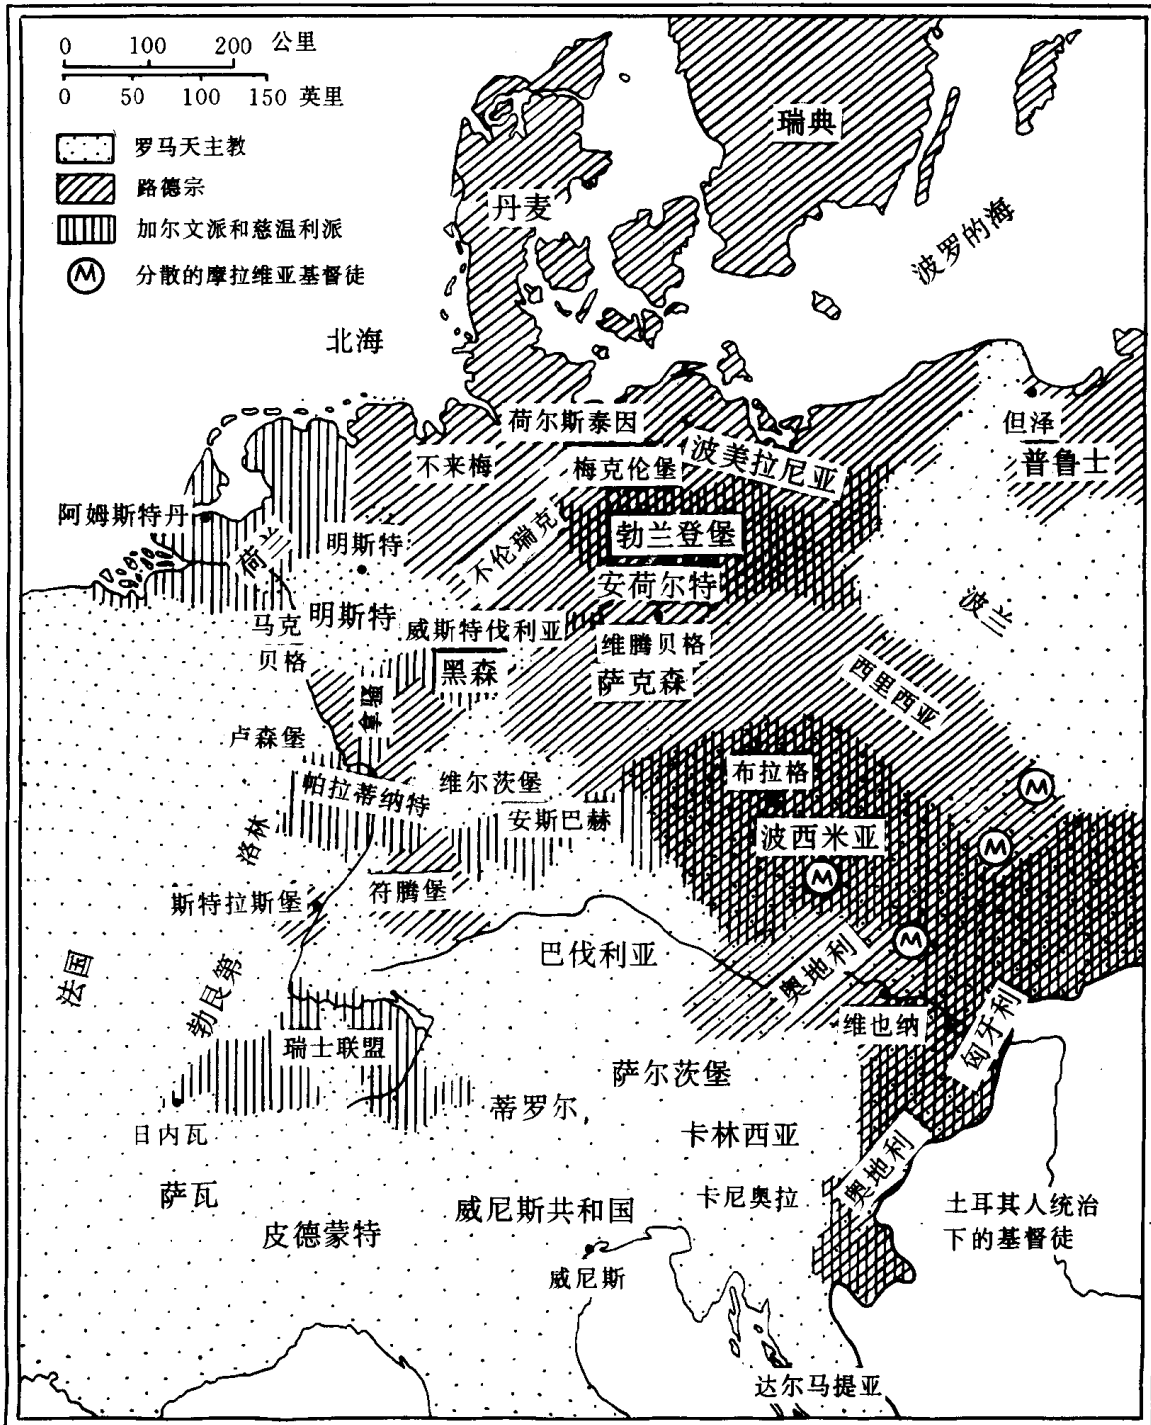 0 100 200 公里
0 50 100 150 英里
罗马天主教
路德宗
加尔文派和慈温利派
M 分散的摩拉维亚基督徒
瑞典
丹麦
波罗的海
北海
荷尔斯泰因
但泽
不来梅
梅克伦堡
波美拉尼亚
普鲁士
阿姆斯特丹
荷兰
明斯特
不伦瑞克
勃兰登堡
安荷尔特
波兰
马克
明斯特
威斯特伐利亚
维腾贝格
贝格
黑森
萨克森
西里西亚
拿骚
卢森堡
帕拉蒂纳特
维尔茨堡
布拉格
M
洛林
安斯巴赫
波西米亚
M
M
斯特拉斯堡
符腾堡
法国
勃艮第
巴伐利亚
奥地利
M
瑞士联盟
维也纳
匈牙利
萨尔茨堡
日内瓦
蒂罗尔
卡林西亚
萨瓦
卡尼奥拉
奥地利
皮德蒙特
威尼斯共和国
土耳其人统治
下的基督徒
威尼斯
达尔马提亚